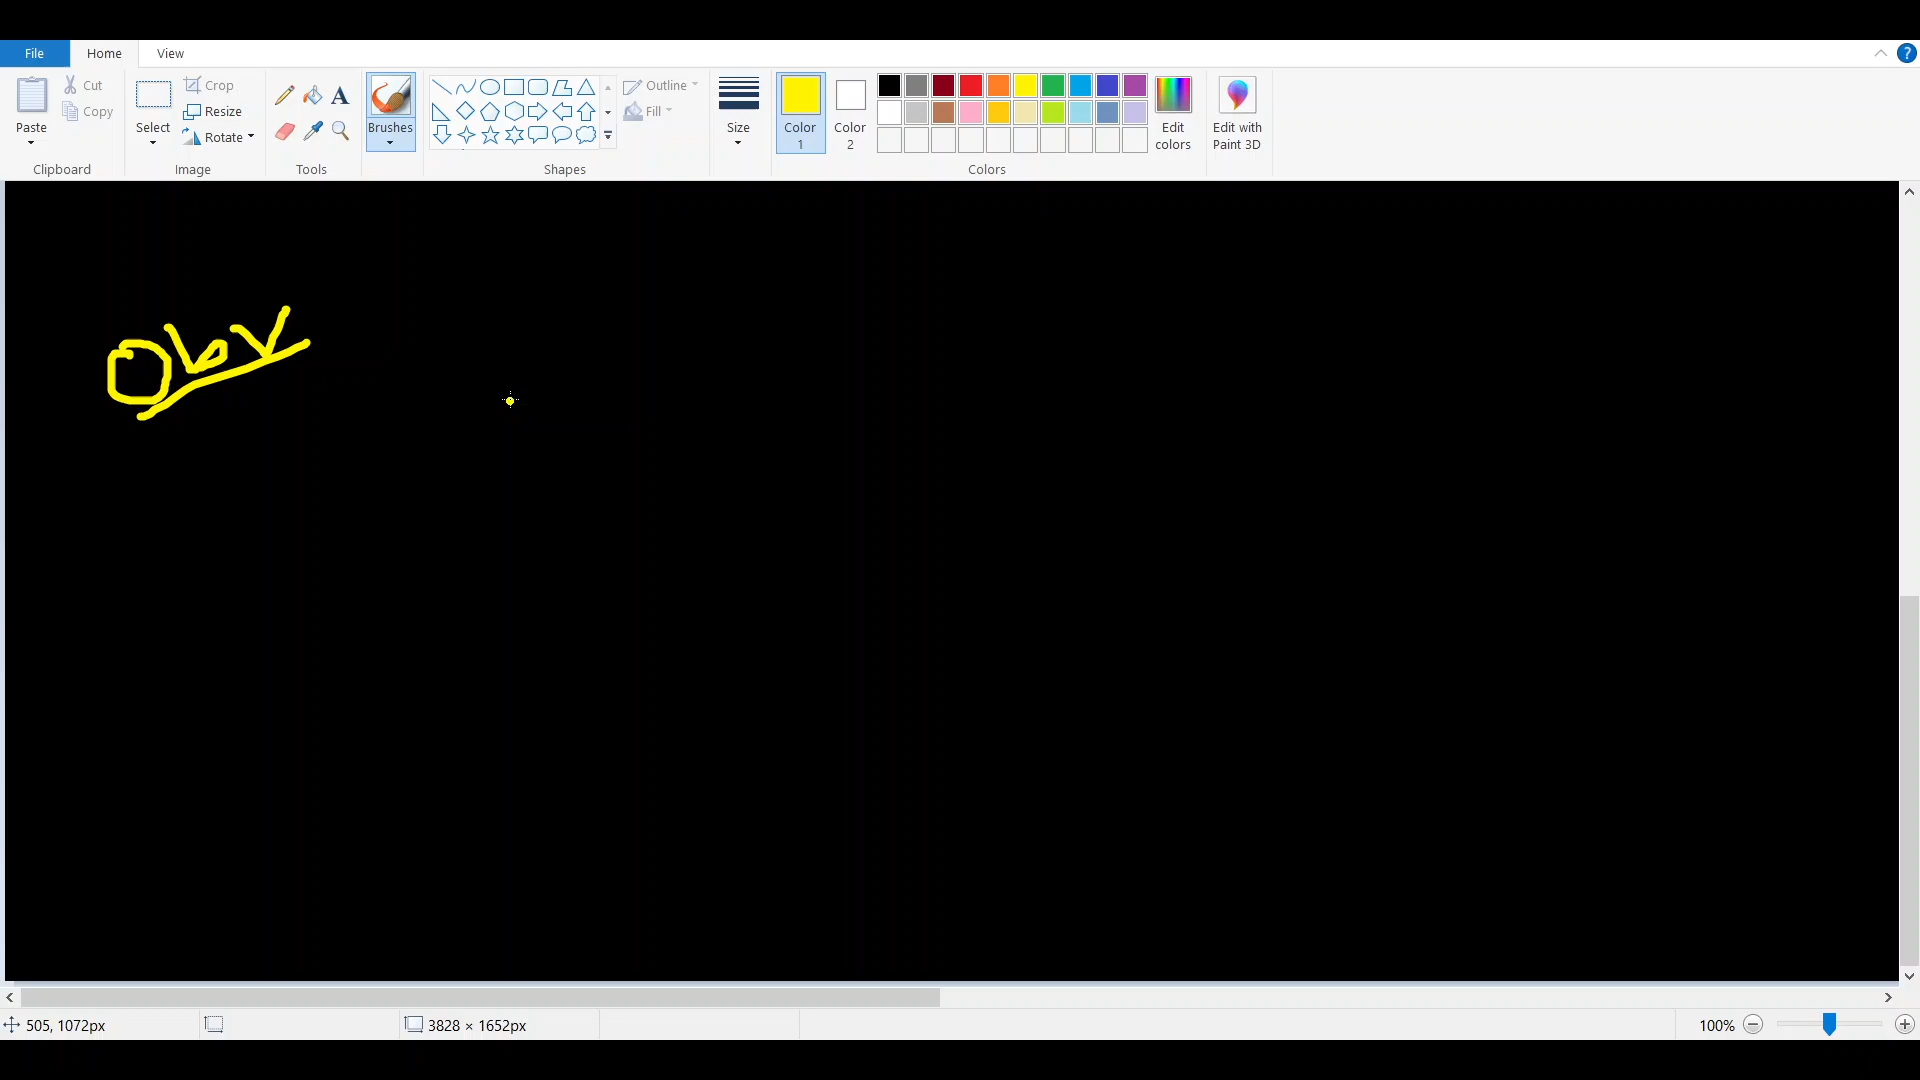 File Home View
Paste
Cut
Copy
Clipboard
Select
Crop
Resize
Rotate
Image
A
Tools
Brushes
Shapes
Outline
Fill
Size
Color 1
Color 2
Edit colors
Colors
Edit with Paint 3D
?
505, 1072px
3828 × 1652px
100%